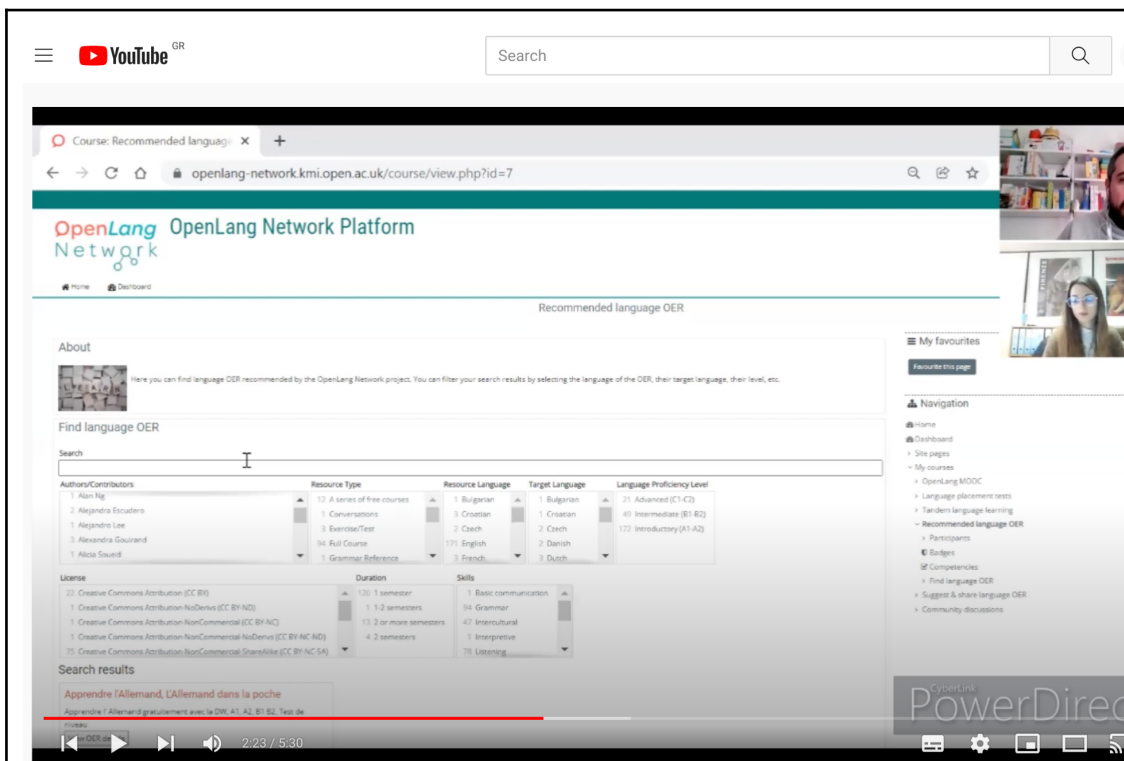 YouTube GR
Search
Course: Recommended language
openlang-network.kmi.open.ac.uk/course/view.php?id=7
OpenLang Network
OpenLang Network Platform
Home Dashboard
Recommended language OER
About
Here you can find language OER recommended by the OpenLang Network project. You can filter your search results by selecting the language of the OER, their target language, their level, etc.
Find language OER
Search
Authors/Contributors
1 Alan Ng
2 Alejandro Escudero
1 Alejandro Lee
3 Alexandra Gouirand
1 Alicia Soueid
Resource Type
12 A series of free courses
1 Conversations
3 Exercise/Test
94 Full Course
1 Grammar Reference
Resource Language
1 Bulgarian
3 Croatian
2 Czech
171 English
3 French
Target Language
1 Bulgarian
1 Croatian
2 Czech
2 Danish
3 Dutch
Language Proficiency Level
21 Advanced (C1-C2)
49 Intermediate (B1-B2)
172 Introductory (A1-A2)
License
22 Creative Commons Attribution (CC BY)
1 Creative Commons Attribution-NoDerivs (CC BY-ND)
1 Creative Commons Attribution-NonCommercial (CC BY-NC)
1 Creative Commons Attribution-NonCommercial-NoDerivs (CC BY-NC-ND)
75 Creative Commons Attribution-NonCommercial-ShareAlike (CC BY-NC-SA)
Duration
120 1 semester
1 1-2 semesters
13 2 or more semesters
4 2 semesters
Skills
1 Basic communication
94 Grammar
47 Intercultural
1 Interpretive
78 Listening
Search results
Apprendre l'Allemand, L'Allemand dans la poche
Apprendre l'Allemand gratuitement avec la DW, A1, A2, B1 B2, Test de
niveau
My favourites
Favourite this page
Navigation
Home
Dashboard
Site pages
My courses
OpenLang MOOC
Language placement tests
Tandem language learning
Recommended language OER
Participants
Badges
Competencies
Find language OER
Suggest & share language OER
Community discussions
CyberLink
PowerDirec
2:23 / 5:30